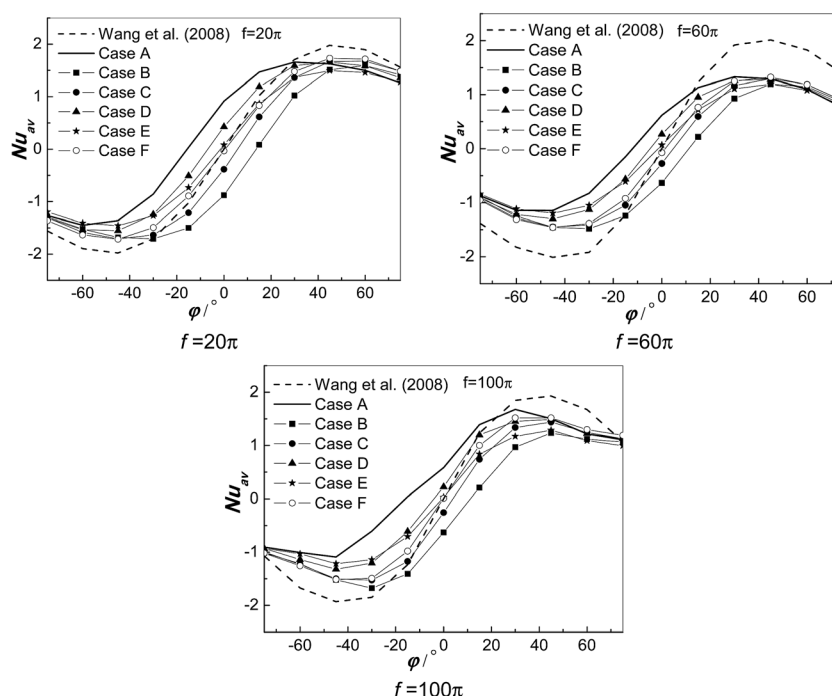 Wang et al. (2008) f=20π
Case A
Case B
Case C
Case D
Case E
Case F
Nu_av
2
1
0
-1
-2
-60 -40 -20 0 20 40 60
φ/°
f =20π
Wang et al. (2008) f=60π
Case A
Case B
Case C
Case D
Case E
Case F
Nu_av
2
1
0
-1
-2
-60 -40 -20 0 20 40 60
φ/°
f =60π
Wang et al. (2008) f=100π
Case A
Case B
Case C
Case D
Case E
Case F
Nu_av
2
1
0
-1
-2
-60 -40 -20 0 20 40 60
φ/°
f =100π